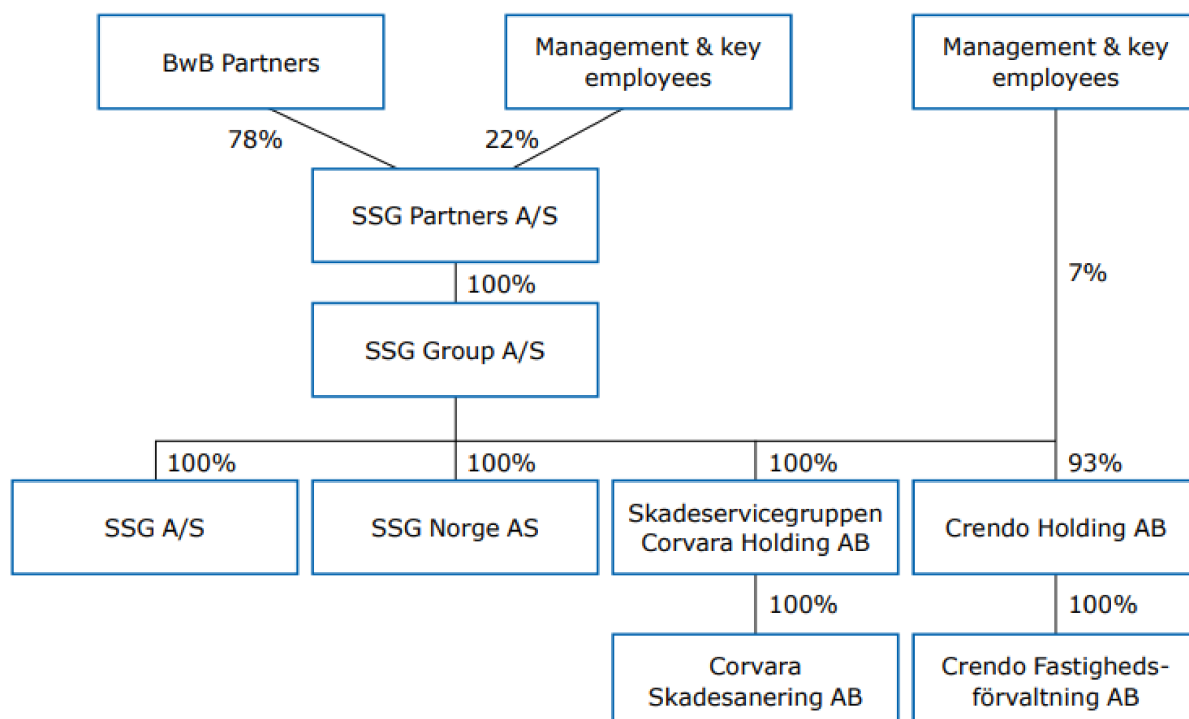 BwB Partners
Management & key
employees
Management & key
employees
78%
22%
SSG Partners A/S
7%
100%
SSG Group A/S
100%
100%
100%
93%
SSG A/S
SSG Norge AS
Skadeservicegruppen
Corvara Holding AB
Crendo Holding AB
100%
100%
Corvara
Skadesanering AB
Crendo Fastigheds-
förvaltning AB